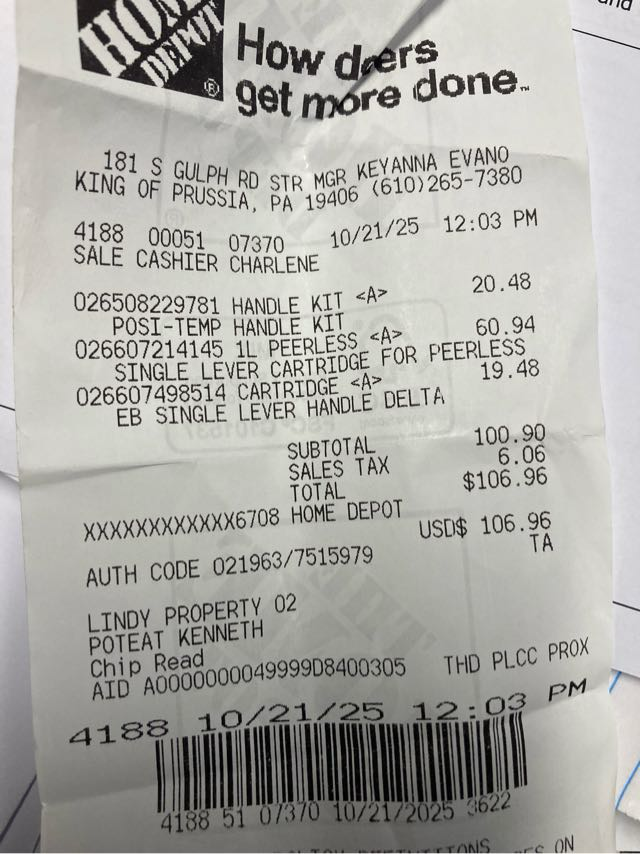 HOME
DEPOT
®
How doers
get more done.™
181 S GULPH RD STR MGR KEYANNA EVANO
KING OF PRUSSIA, PA 19406 (610)265-7380
4188 00051 07370 10/21/25 12:03 PM
SALE CASHIER CHARLENE
026508229781 HANDLE KIT <A> 20.48
POSI-TEMP HANDLE KIT
026607214145 1L PEERLESS <A> 60.94
SINGLE LEVER CARTRIDGE FOR PEERLESS
026607498514 CARTRIDGE <A> 19.48
EB SINGLE LEVER HANDLE DELTA
SUBTOTAL 100.90
SALES TAX 6.06
TOTAL $106.96
XXXXXXXXXXXX6708 HOME DEPOT
USD$ 106.96
AUTH CODE 021963/7515979 TA
LINDY PROPERTY 02
POTEAT KENNETH
Chip Read
AID A0000000049999D8400305 THD PLCC PROX
4188 10/21/25 12:03 PM
4188 51 07370 10/21/2025 3622
ON
and